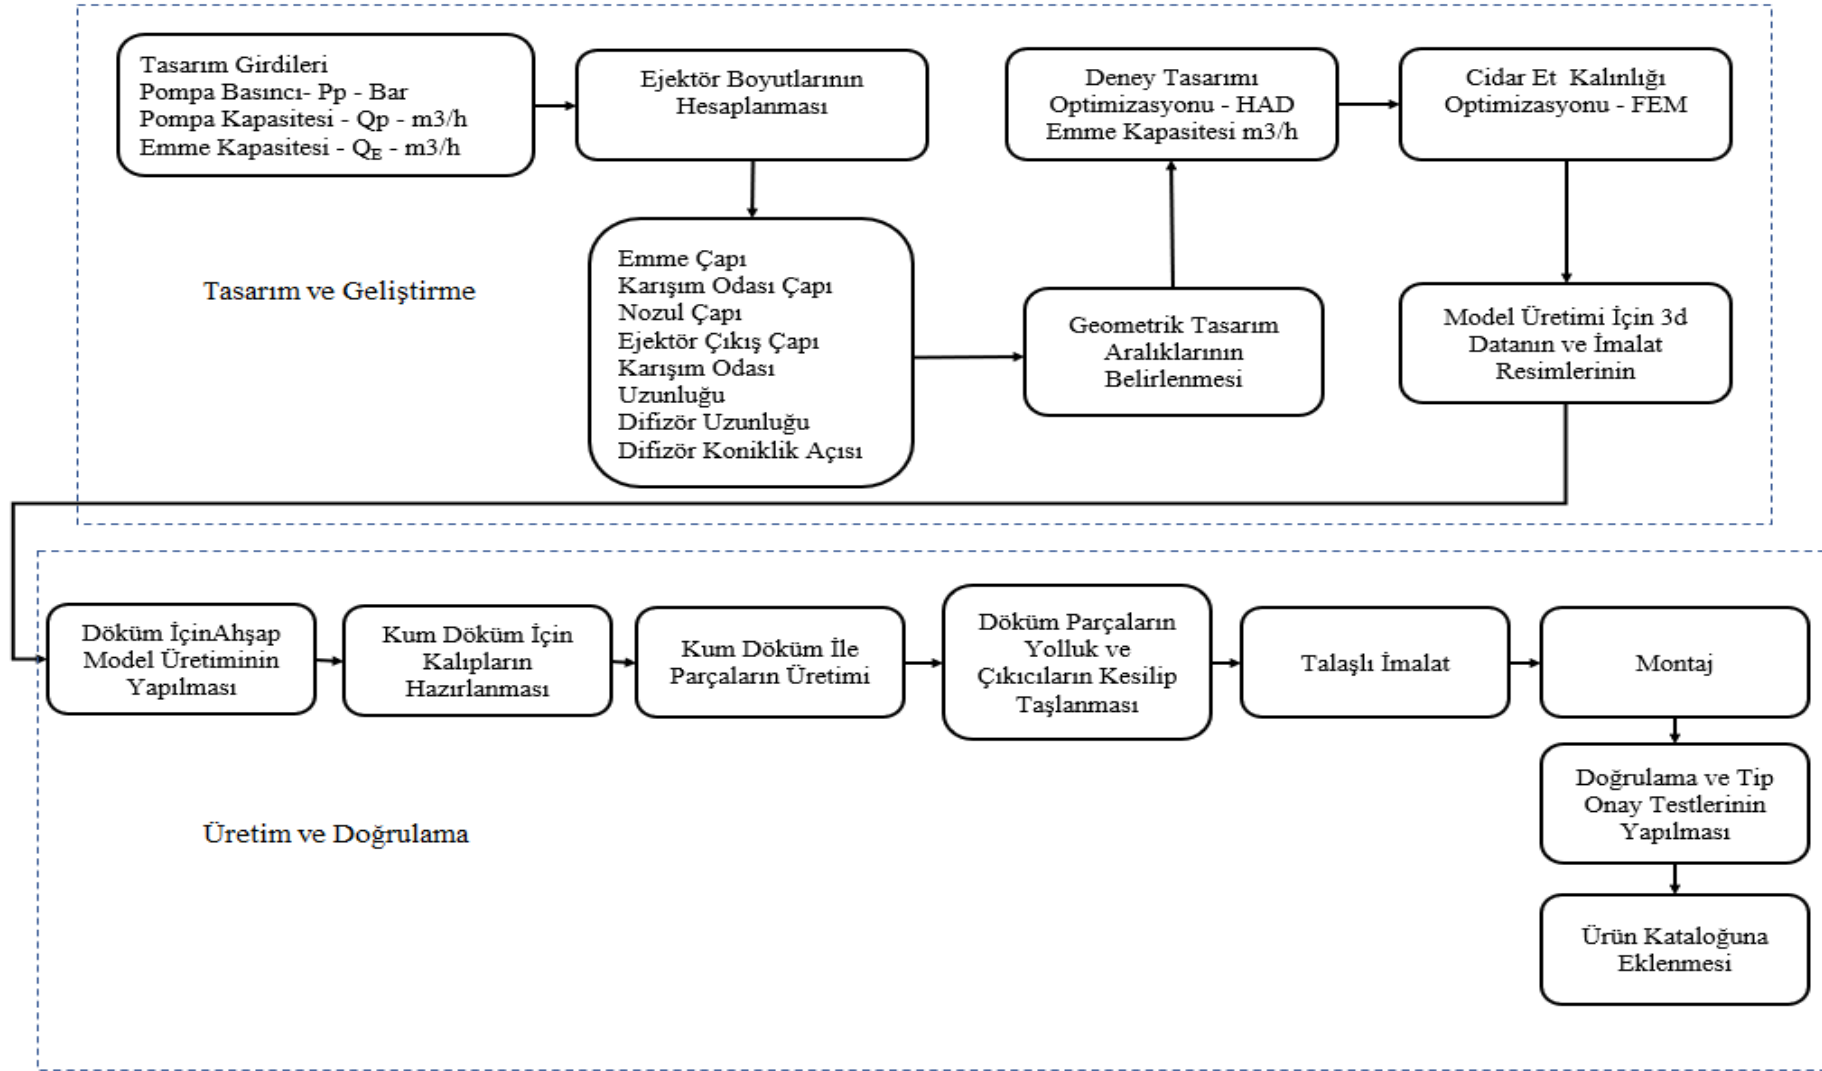 Tasarım Girdileri
Pompa Basıncı- Pp - Bar
Pompa Kapasitesi - Qp - m3/h
Emme Kapasitesi - QE - m3/h
Ejektör Boyutlarının
Hesaplanması
Emme Çapı
Karışım Odası Çapı
Nozul Çapı
Ejektör Çıkış Çapı
Karışım Odası
Uzunluğu
Difizör Uzunluğu
Difizör Koniklik Açısı
Geometrik Tasarım
Aralıklarının
Belirlenmesi
Deney Tasarımı
Optimizasyonu - HAD
Emme Kapasitesi m3/h
Cidar Et Kalınlığı
Optimizasyonu - FEM
Model Üretimi İçin 3d
Datanın ve İmalat
Resimlerinin
Tasarım ve Geliştirme
Döküm İçinAhşap
Model Üretiminin
Yapılması
Kum Döküm İçin
Kalıpların
Hazırlanması
Kum Döküm İle
Parçaların Üretimi
Döküm Parçaların
Yolluk ve
Çıkıcıların Kesilip
Taşlanması
Talaşlı İmalat
Montaj
Doğrulama ve Tip
Onay Testlerinin
Yapılması
Ürün Kataloğuna
Eklenmesi
Üretim ve Doğrulama